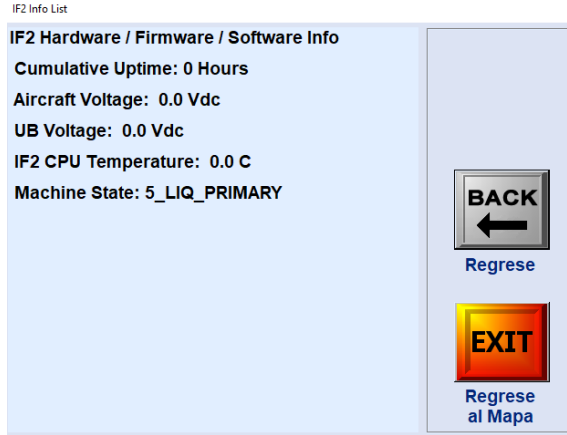 IF2 Info List
IF2 Hardware / Firmware / Software Info
Cumulative Uptime: 0 Hours
Aircraft Voltage: 0.0 Vdc
UB Voltage: 0.0 Vdc
IF2 CPU Temperature: 0.0 C
Machine State: 5_LIQ_PRIMARY
BACK
Regrese
EXIT
Regrese
al Mapa